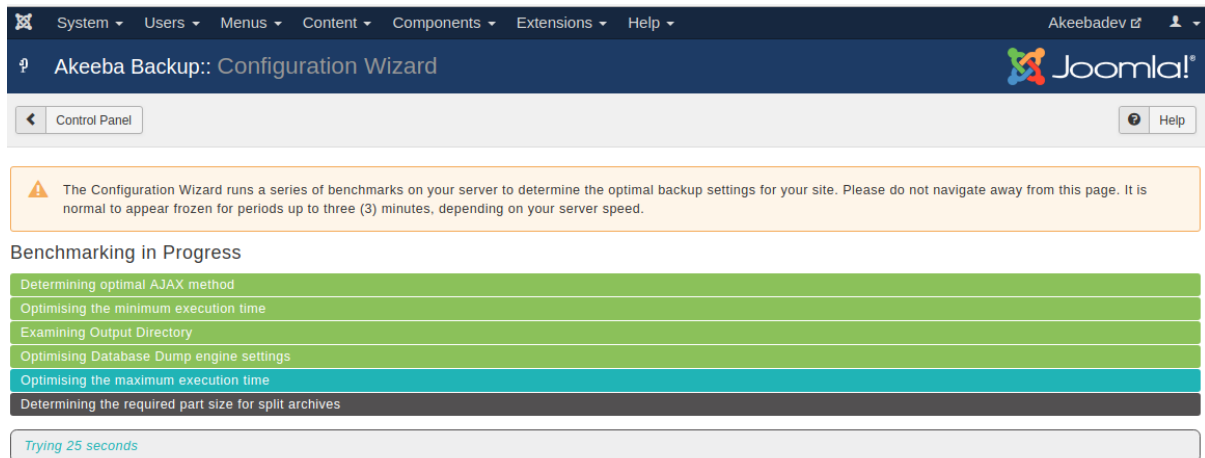 System Users Menus Content Components Extensions Help Akeebadev
Akeeba Backup:: Configuration Wizard Joomla!®
Control Panel Help
The Configuration Wizard runs a series of benchmarks on your server to determine the optimal backup settings for your site. Please do not navigate away from this page. It is
normal to appear frozen for periods up to three (3) minutes, depending on your server speed.
Benchmarking in Progress
Determining optimal AJAX method
Optimising the minimum execution time
Examining Output Directory
Optimising Database Dump engine settings
Optimising the maximum execution time
Determining the required part size for split archives
Trying 25 seconds